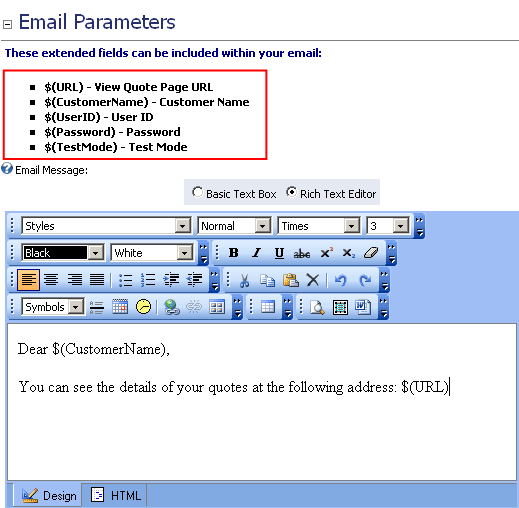 Email Parameters
These extended fields can be included within your email:
$(URL) - View Quote Page URL
$(CustomerName) - Customer Name
$(UserID) - User ID
$(Password) - Password
$(TestMode) - Test Mode
Email Message:
Basic Text Box Rich Text Editor
Styles Normal Times 3
Black White B I U abc x² x₂
Symbols
Dear $(CustomerName),
You can see the details of your quotes at the following address: $(URL)
Design HTML